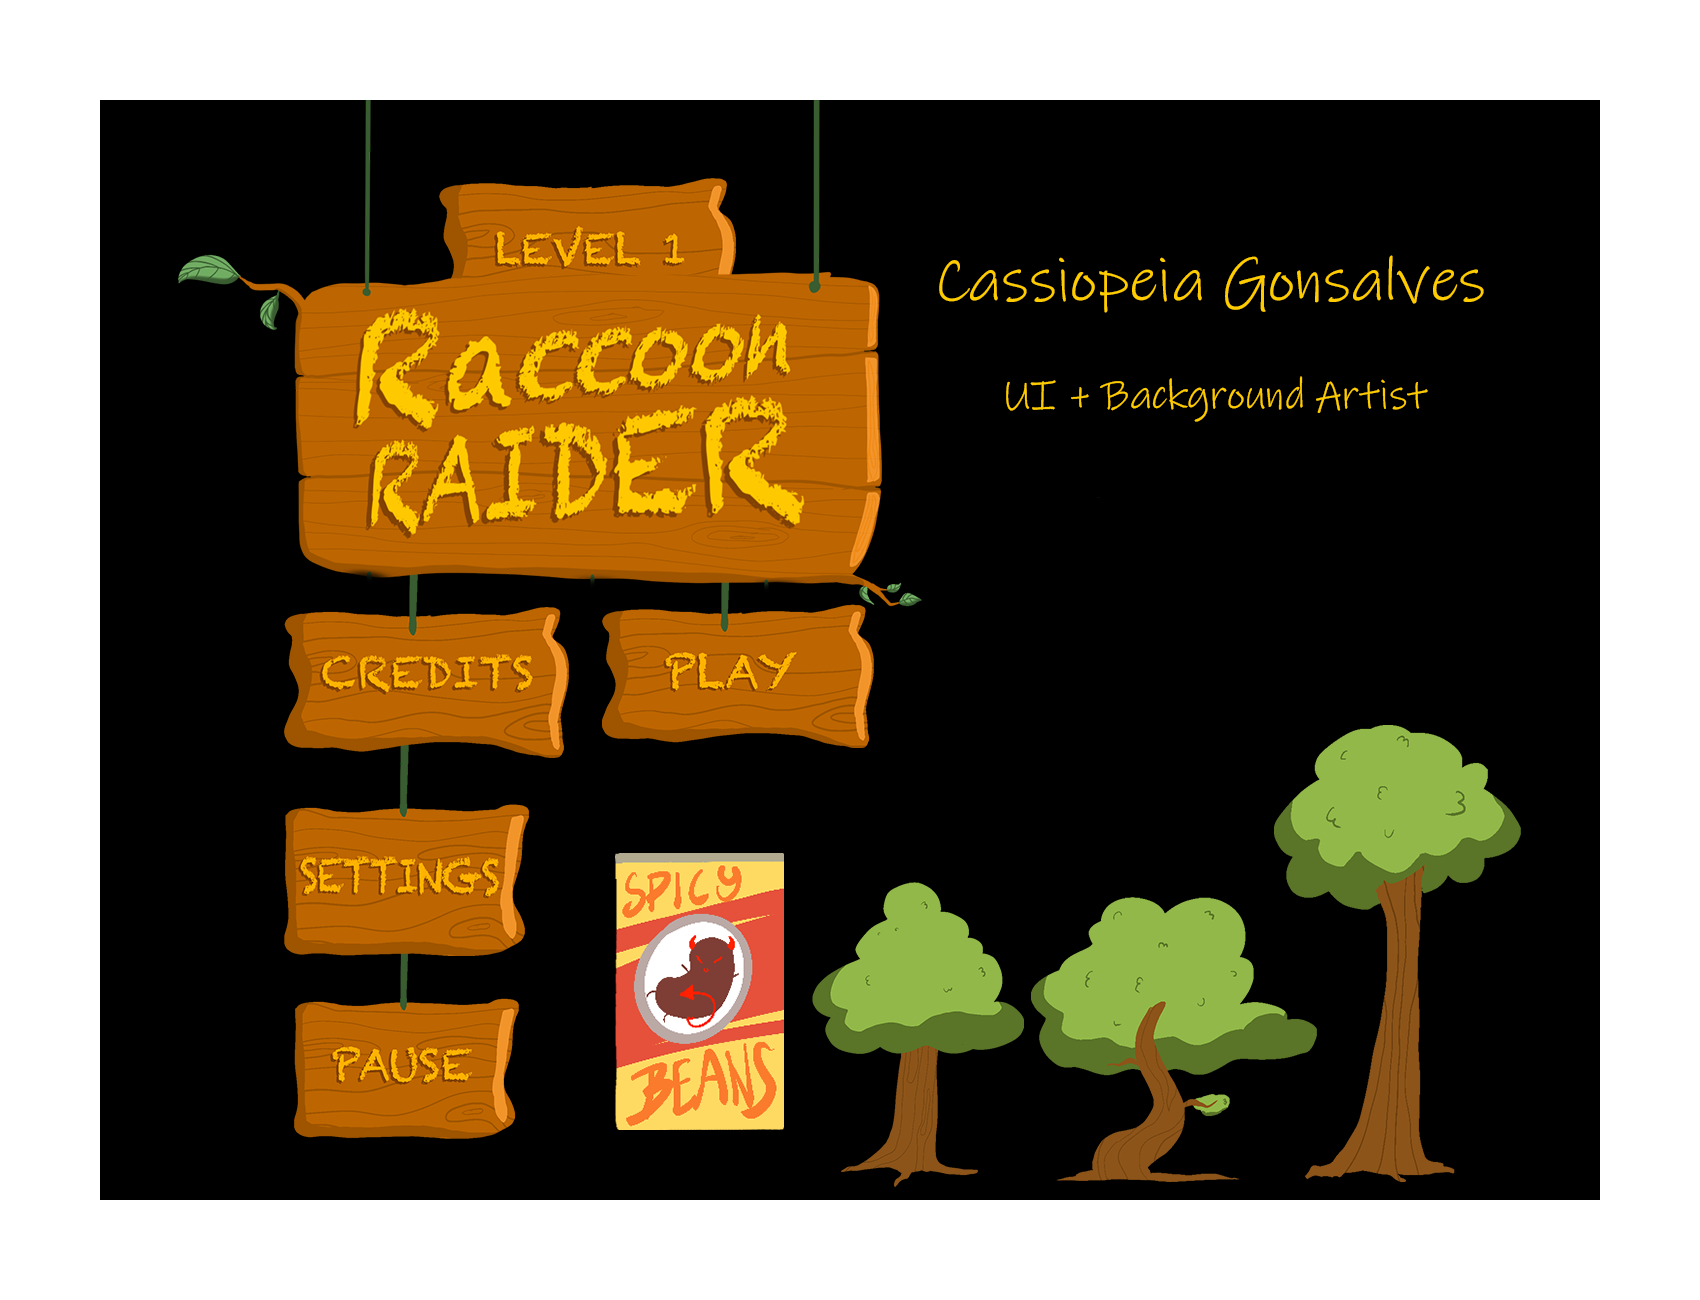 LEVEL 1
Raccoon
RAIDER
Cassiopeia Gonsalves
UI + Background Artist
CREDITS
PLAY
SETTINGS
PAUSE
SPICY
BEANS